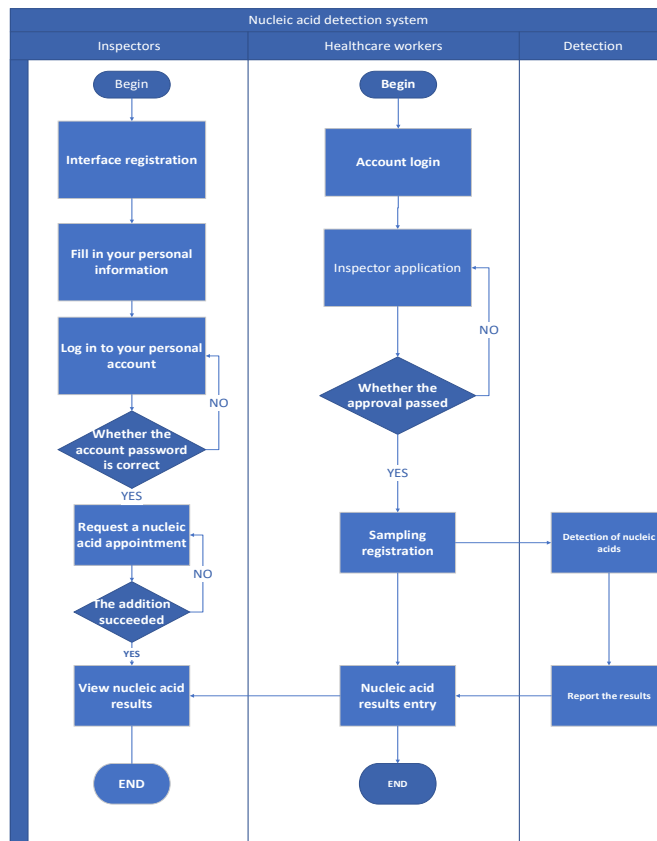 Nucleic acid detection system
Inspectors
Healthcare workers
Detection
Begin
Interface registration
Fill in your personal
information
Log in to your personal
account
NO
Whether the
account password
is correct
YES
Request a nucleic
acid appointment
NO
The addition
succeeded
YES
View nucleic acid
results
END
Begin
Account login
Inspector application
NO
Whether the
approval passed
YES
Sampling
registration
Nucleic acid
results entry
END
Detection of nucleic
acids
Report the results